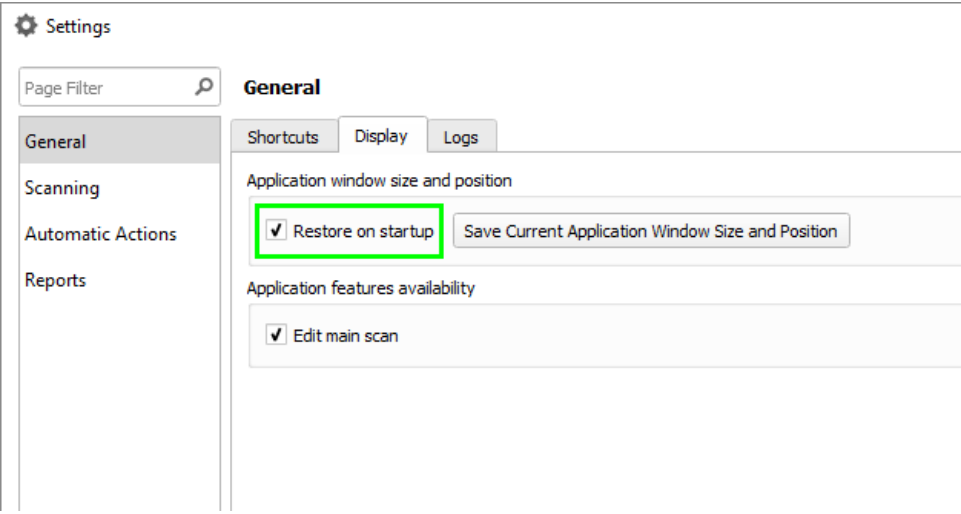 Settings
Page Filter
General
General
Scanning
Automatic Actions
Reports
Shortcuts Display Logs
Application window size and position
Restore on startup Save Current Application Window Size and Position
Application features availability
Edit main scan